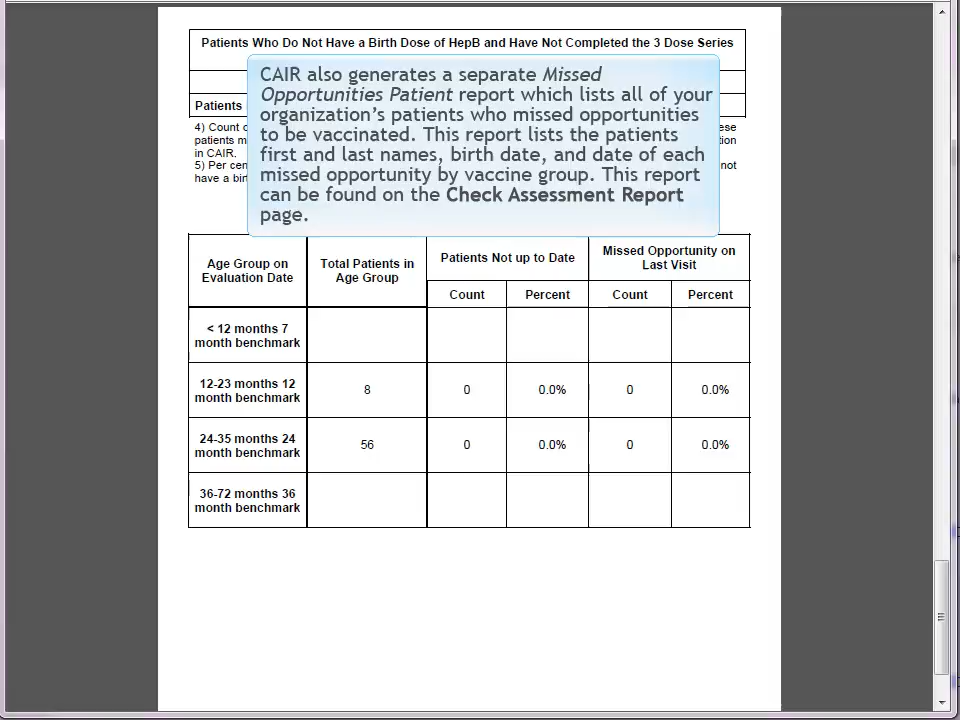 Patients Who Do Not Have a Birth Dose of HepB and Have Not Completed the 3 Dose Series
CAIR also generates a separate Missed
Opportunities Patient report which lists all of your
organization's patients who missed opportunities
to be vaccinated. This report lists the patients
first and last names, birth date, and date of each
missed opportunity by vaccine group. This report
can be found on the Check Assessment Report
page.
Patients
4) Count
patients
in CAIR.
5) Per cen
not
have a
Age Group on
Evaluation Date
Total Patients in
Age Group
Patients Not up to Date
Missed Opportunity on
Last Visit
Count Percent Count Percent
< 12 months 7
month benchmark
12-23 months 12
month benchmark
8 0 0.0% 0 0.0%
24-35 months 24
month benchmark
56 0 0.0% 0 0.0%
36-72 months 36
month benchmark